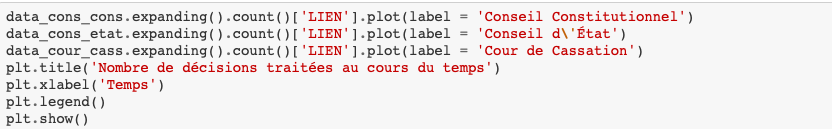 data_cons_cons.expanding().count()['LIEN'].plot(label = 'Conseil Constitutionnel')
data_cons_etat.expanding().count()['LIEN'].plot(label = 'Conseil d\'État')
data_cour_cass.expanding().count()['LIEN'].plot(label = 'Cour de Cassation')
plt.title('Nombre de décisions traitées au cours du temps')
plt.xlabel('Temps')
plt.legend()
plt.show()